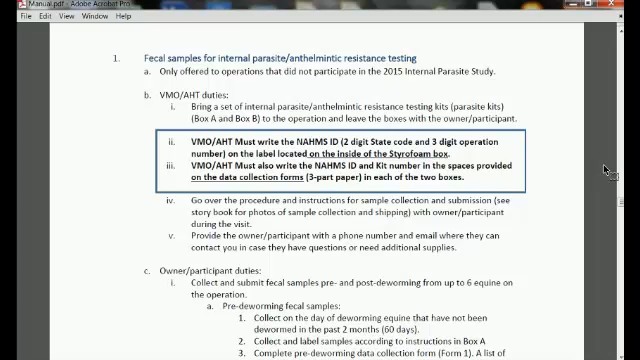 Manual.pdf - Adobe Acrobat Pro
File Edit View Window Help
1. Fecal samples for internal parasite/anthelmintic resistance testing
a. Only offered to operations that did not participate in the 2015 Internal Parasite Study.
b. VMO/AHT duties:
i. Bring a set of internal parasite/anthelmintic resistance testing kits (parasite kits)
(Box A and Box B) to the operation and leave the boxes with the owner/participant.
ii. VMO/AHT Must write the NAHMS ID (2 digit State code and 3 digit operation
number) on the label located on the inside of the Styrofoam box.
iii. VMO/AHT Must also write the NAHMS ID and Kit number in the spaces provided
on the data collection forms (3-part paper) in each of the two boxes.
iv. Go over the procedure and instructions for sample collection and submission (see
story book for photos of sample collection and shipping) with owner/participant
during the visit.
v. Provide the owner/participant with a phone number and email where they can
contact you in case they have questions or need additional supplies.
c. Owner/participant duties:
i. Collect and submit fecal samples pre- and post-deworming from up to 6 equine on
the operation.
a. Pre-deworming fecal samples:
1. Collect on the day of deworming equine that have not been
dewormed in the past 2 months (60 days).
2. Collect and label samples according to instructions in Box A
3. Complete pre-deworming data collection form (Form 1). A list of